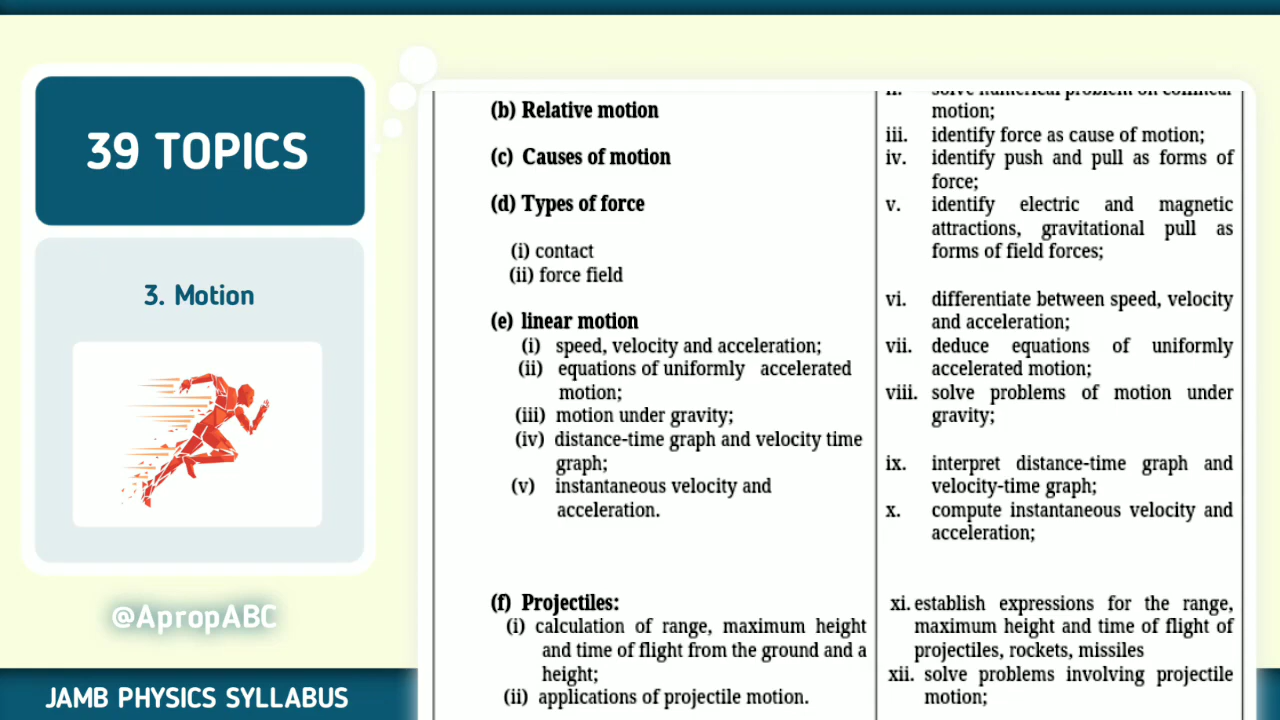 39 TOPICS
3. Motion
@ApropABC
JAMB PHYSICS SYLLABUS
(b) Relative motion
(c) Causes of motion
(d) Types of force
(i) contact
(ii) force field
(e) linear motion
(i) speed, velocity and acceleration;
(ii) equations of uniformly accelerated
motion;
(iii) motion under gravity;
(iv) distance-time graph and velocity time
graph;
(v) instantaneous velocity and
acceleration.
(f) Projectiles:
(i) calculation of range, maximum height
and time of flight from the ground and a
height;
(ii) applications of projectile motion.
ii. solve numerical problem on collinear
motion;
iii. identify force as cause of motion;
iv. identify push and pull as forms of
force;
v. identify electric and magnetic
attractions, gravitational pull as
forms of field forces;
vi. differentiate between speed, velocity
and acceleration;
vii. deduce equations of uniformly
accelerated motion;
viii. solve problems of motion under
gravity;
ix. interpret distance-time graph and
velocity-time graph;
x. compute instantaneous velocity and
acceleration;
xi. establish expressions for the range,
maximum height and time of flight of
projectiles, rockets, missiles
xii. solve problems involving projectile
motion;